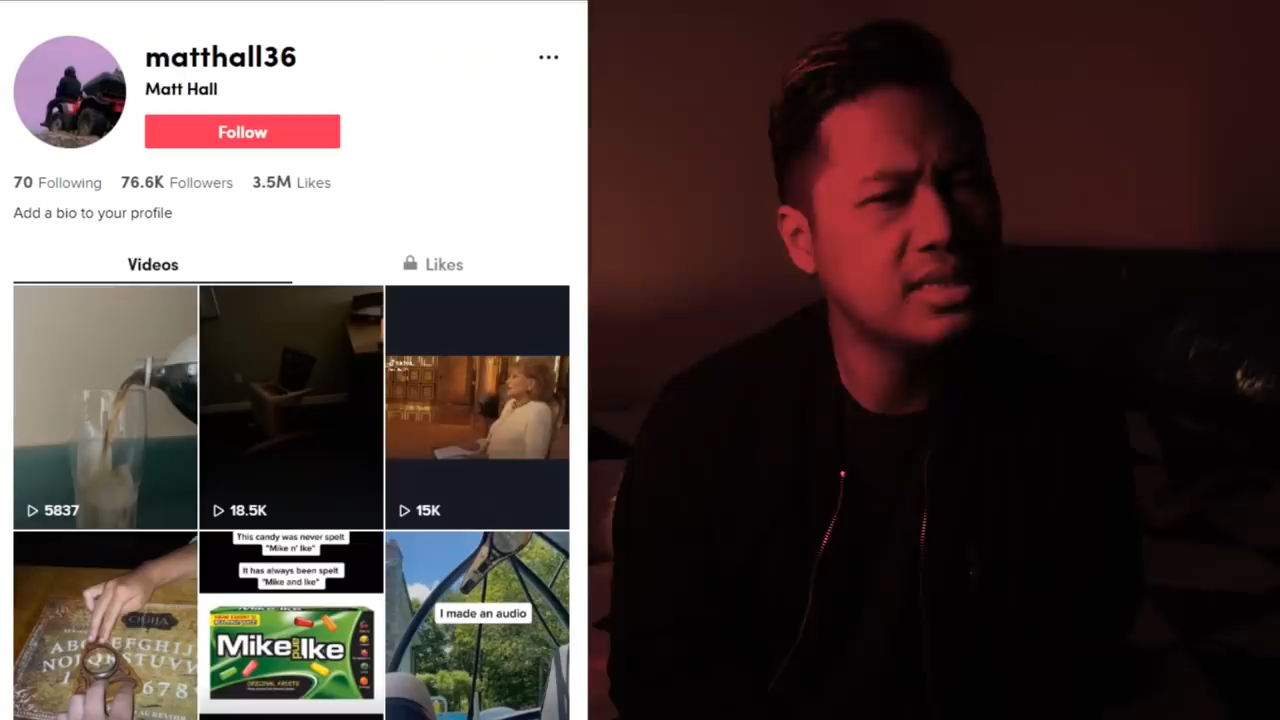 matthall36
Matt Hall
Follow
70 Following 76.6K Followers 3.5M Likes
Add a bio to your profile
Videos
Likes
5837
18.5K
15K
OUIJA
This candy was never spelt
"Mike n' Ike"
It has always been spelt
"Mike and Ike"
Mike and Ike
ORIGINAL FRUITS
I made an audio